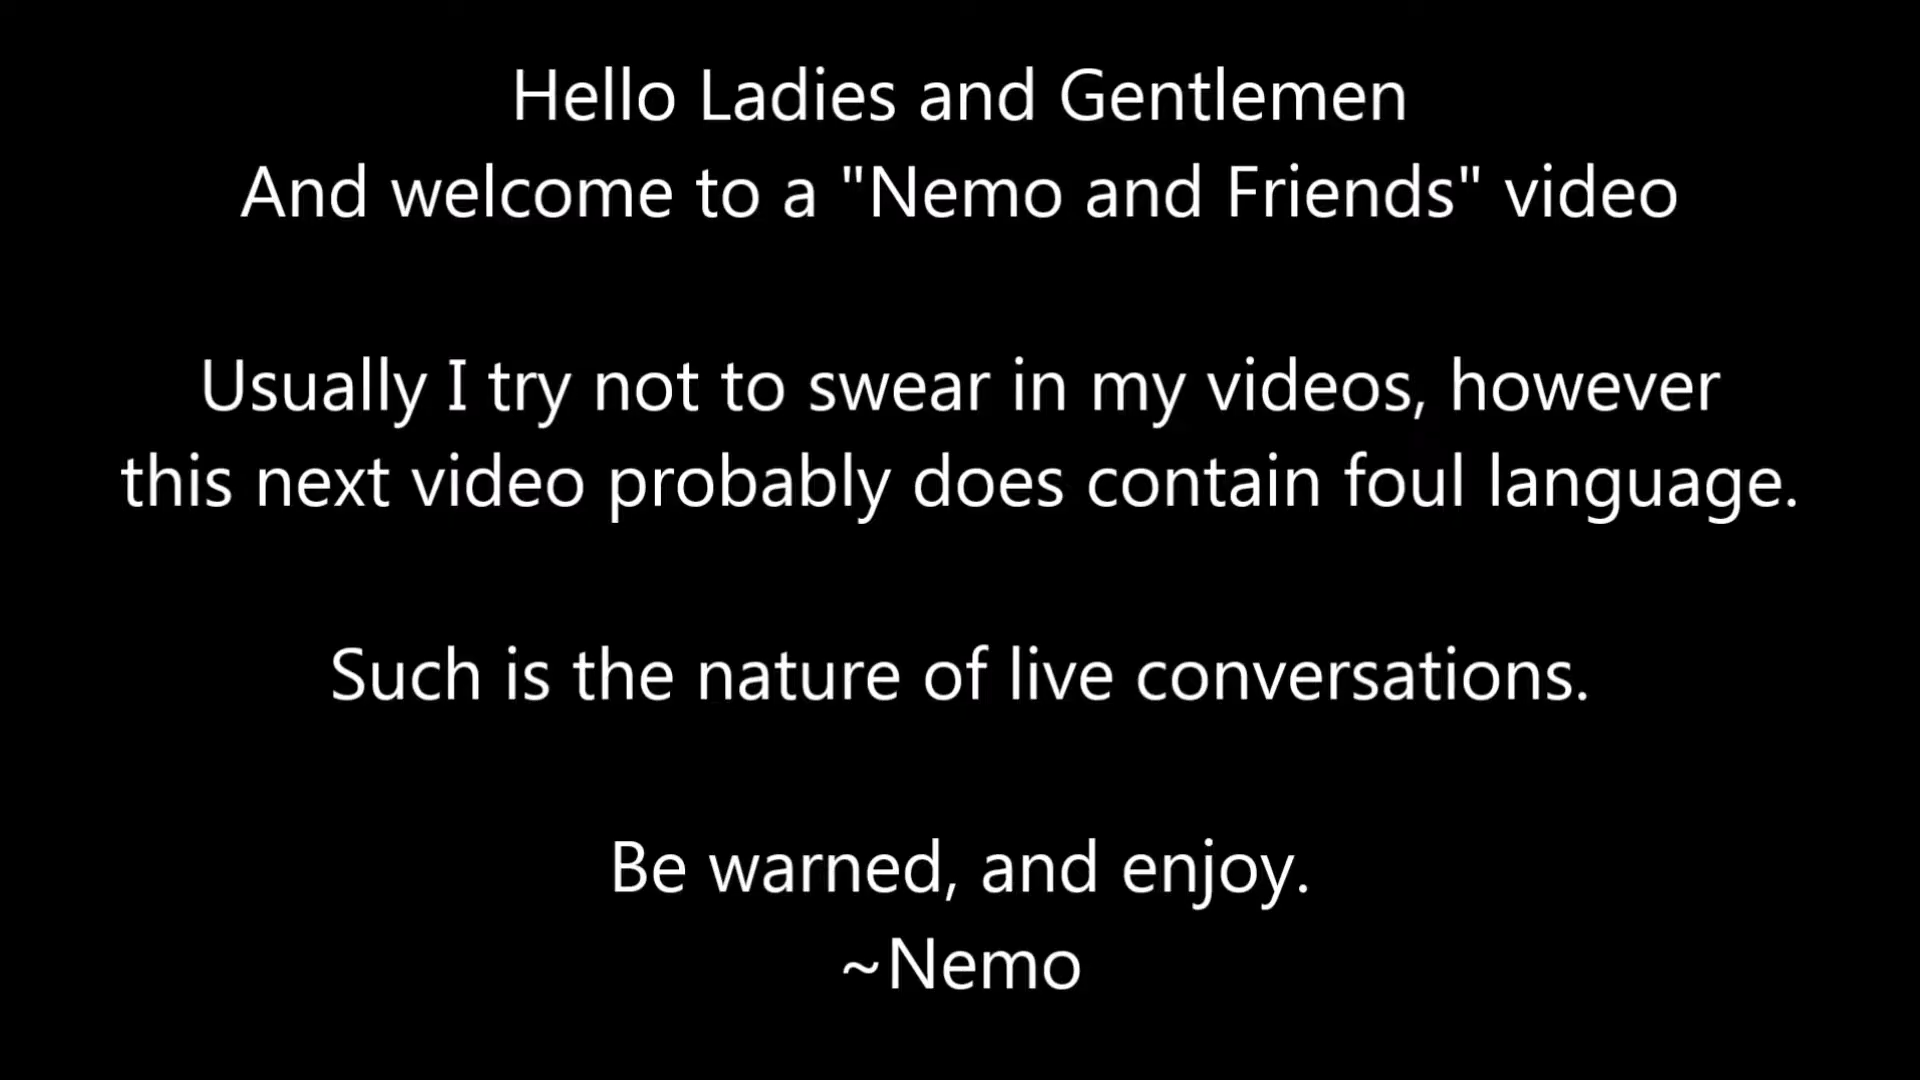 Hello Ladies and Gentlemen
And welcome to a "Nemo and Friends" video
Usually I try not to swear in my videos, however
this next video probably does contain foul language.
Such is the nature of live conversations.
Be warned, and enjoy.
~Nemo